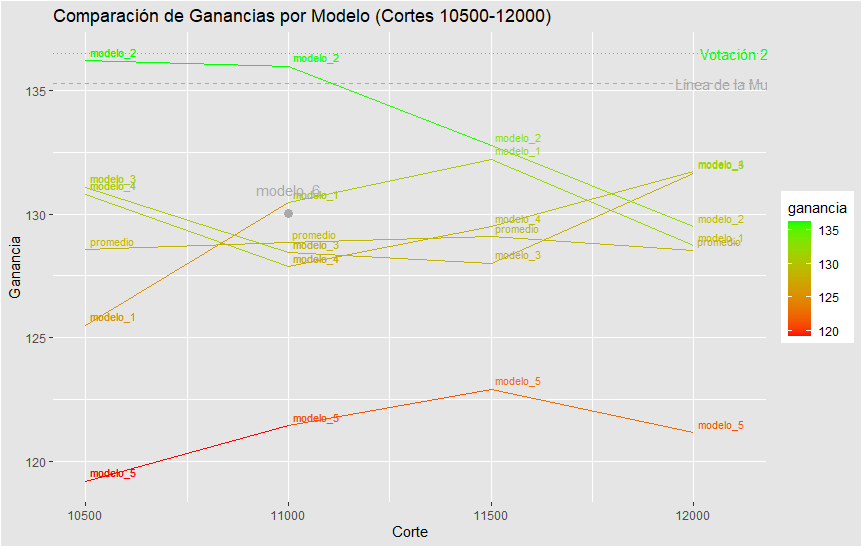 Comparación de Ganancias por Modelo (Cortes 10500-12000)
Ganancia
135
130
125
120
modelo_2
modelo_2
modelo_2
modelo_1
modelo_3
modelo_4
modelo_6
modelo_1
promedio
promedio
modelo_3
modelo_4
modelo_4
promedio
modelo_3
modelo_2
modelo_1
promedio
modelo_1
modelo_5
modelo_5
modelo_5
modelo_5
Votación 2
Línea de la Mu
10500
11000
11500
12000
Corte
ganancia
135
130
125
120